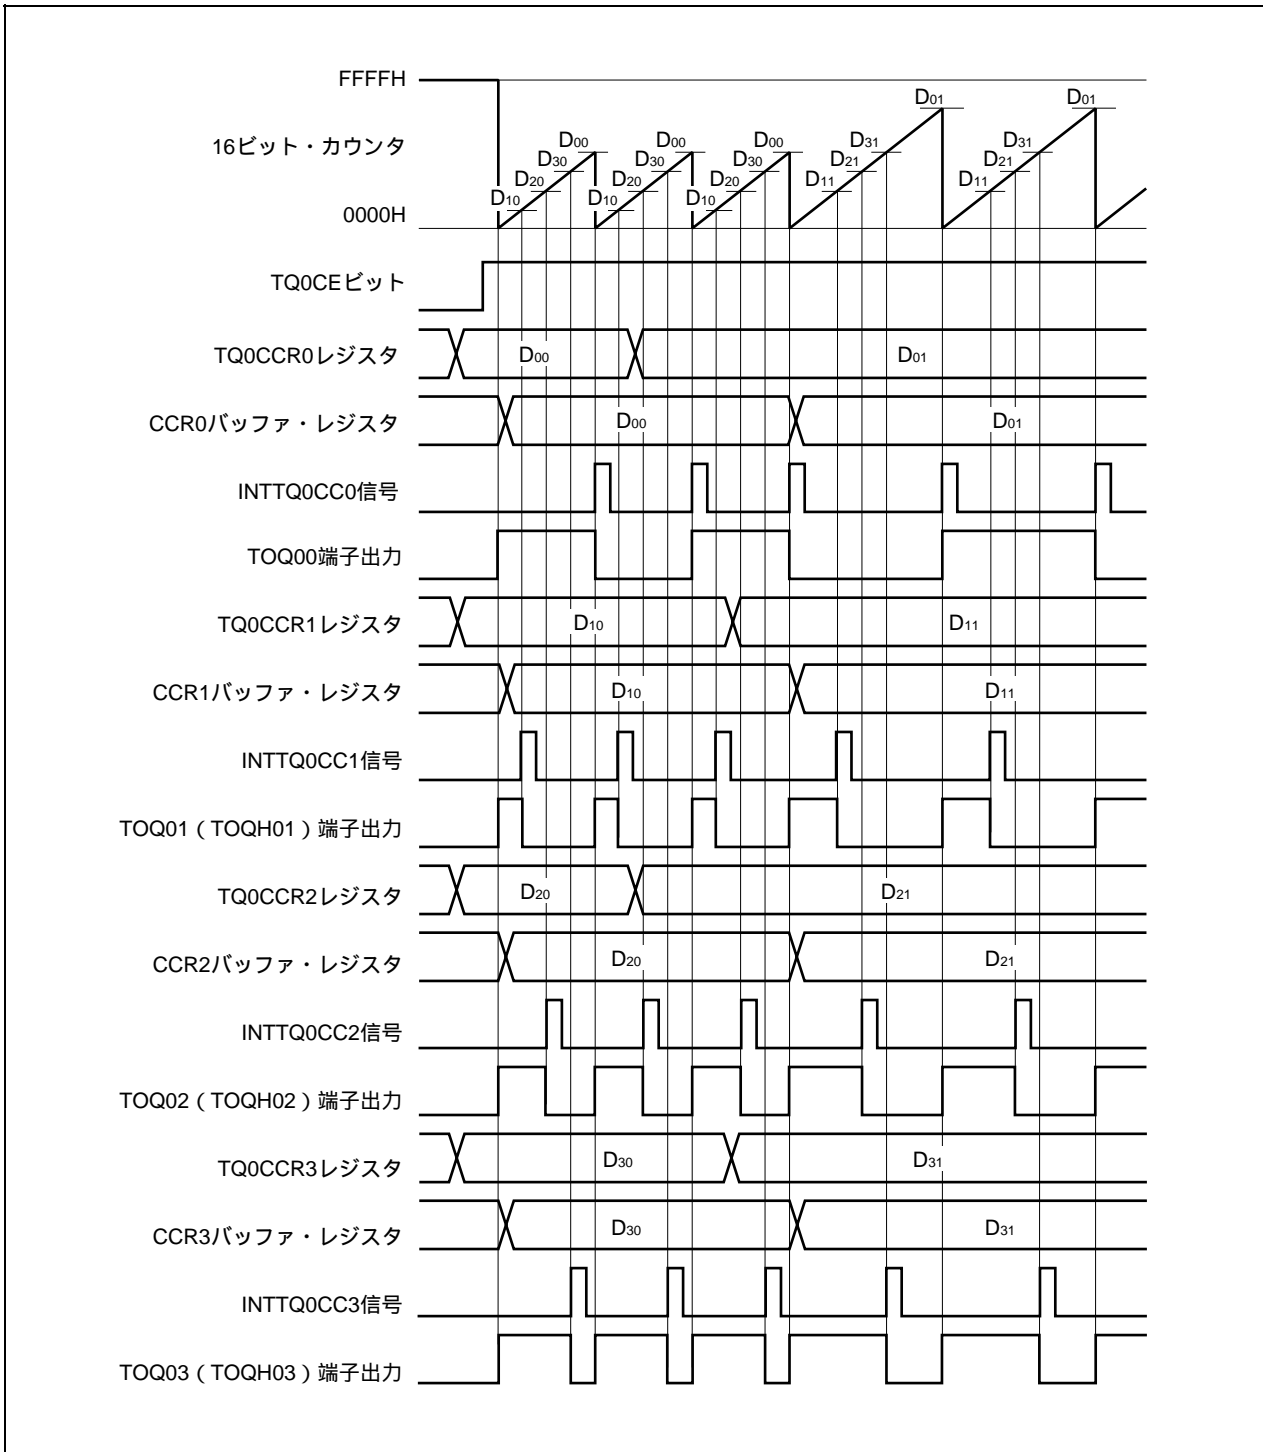 FFFFH
D01 D01
16ビット・カウンタ
D00 D00 D00 D31 D31
D30 D30 D30 D21 D21
D20 D20 D20 D11 D11
D10 D10 D10
0000H
TQ0CEビット
TQ0CCR0レジスタ D00 D01
CCR0バッファ・レジスタ D00 D01
INTTQ0CC0信号
TOQ00端子出力
TQ0CCR1レジスタ D10 D11
CCR1バッファ・レジスタ D10 D11
INTTQ0CC1信号
TOQ01（TOQH01）端子出力
TQ0CCR2レジスタ D20 D21
CCR2バッファ・レジスタ D20 D21
INTTQ0CC2信号
TOQ02（TOQH02）端子出力
TQ0CCR3レジスタ D30 D31
CCR3バッファ・レジスタ D30 D31
INTTQ0CC3信号
TOQ03（TOQH03）端子出力